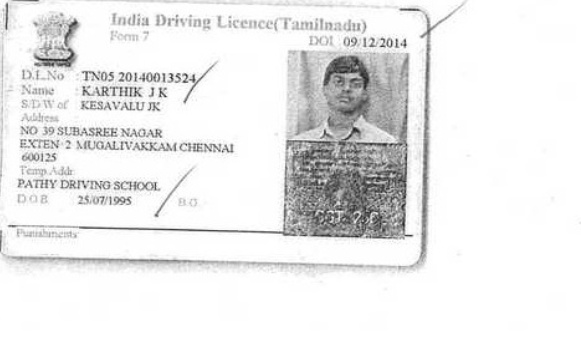 India Driving Licence(Tamilnadu)
Form 7
DOI 09/12/2014
D.L.No : TN05 20140013524
Name : KARTHIK J K
S/D/W of : KESAVALU JK
Address
NO 39 SUBASREE NAGAR
EXTEN 2 MUGALIVAKKAM CHENNAI
600125
Temp.Addr.
PATHY DRIVING SCHOOL
D.O.B. 25/07/1995 B.G.
Punishments